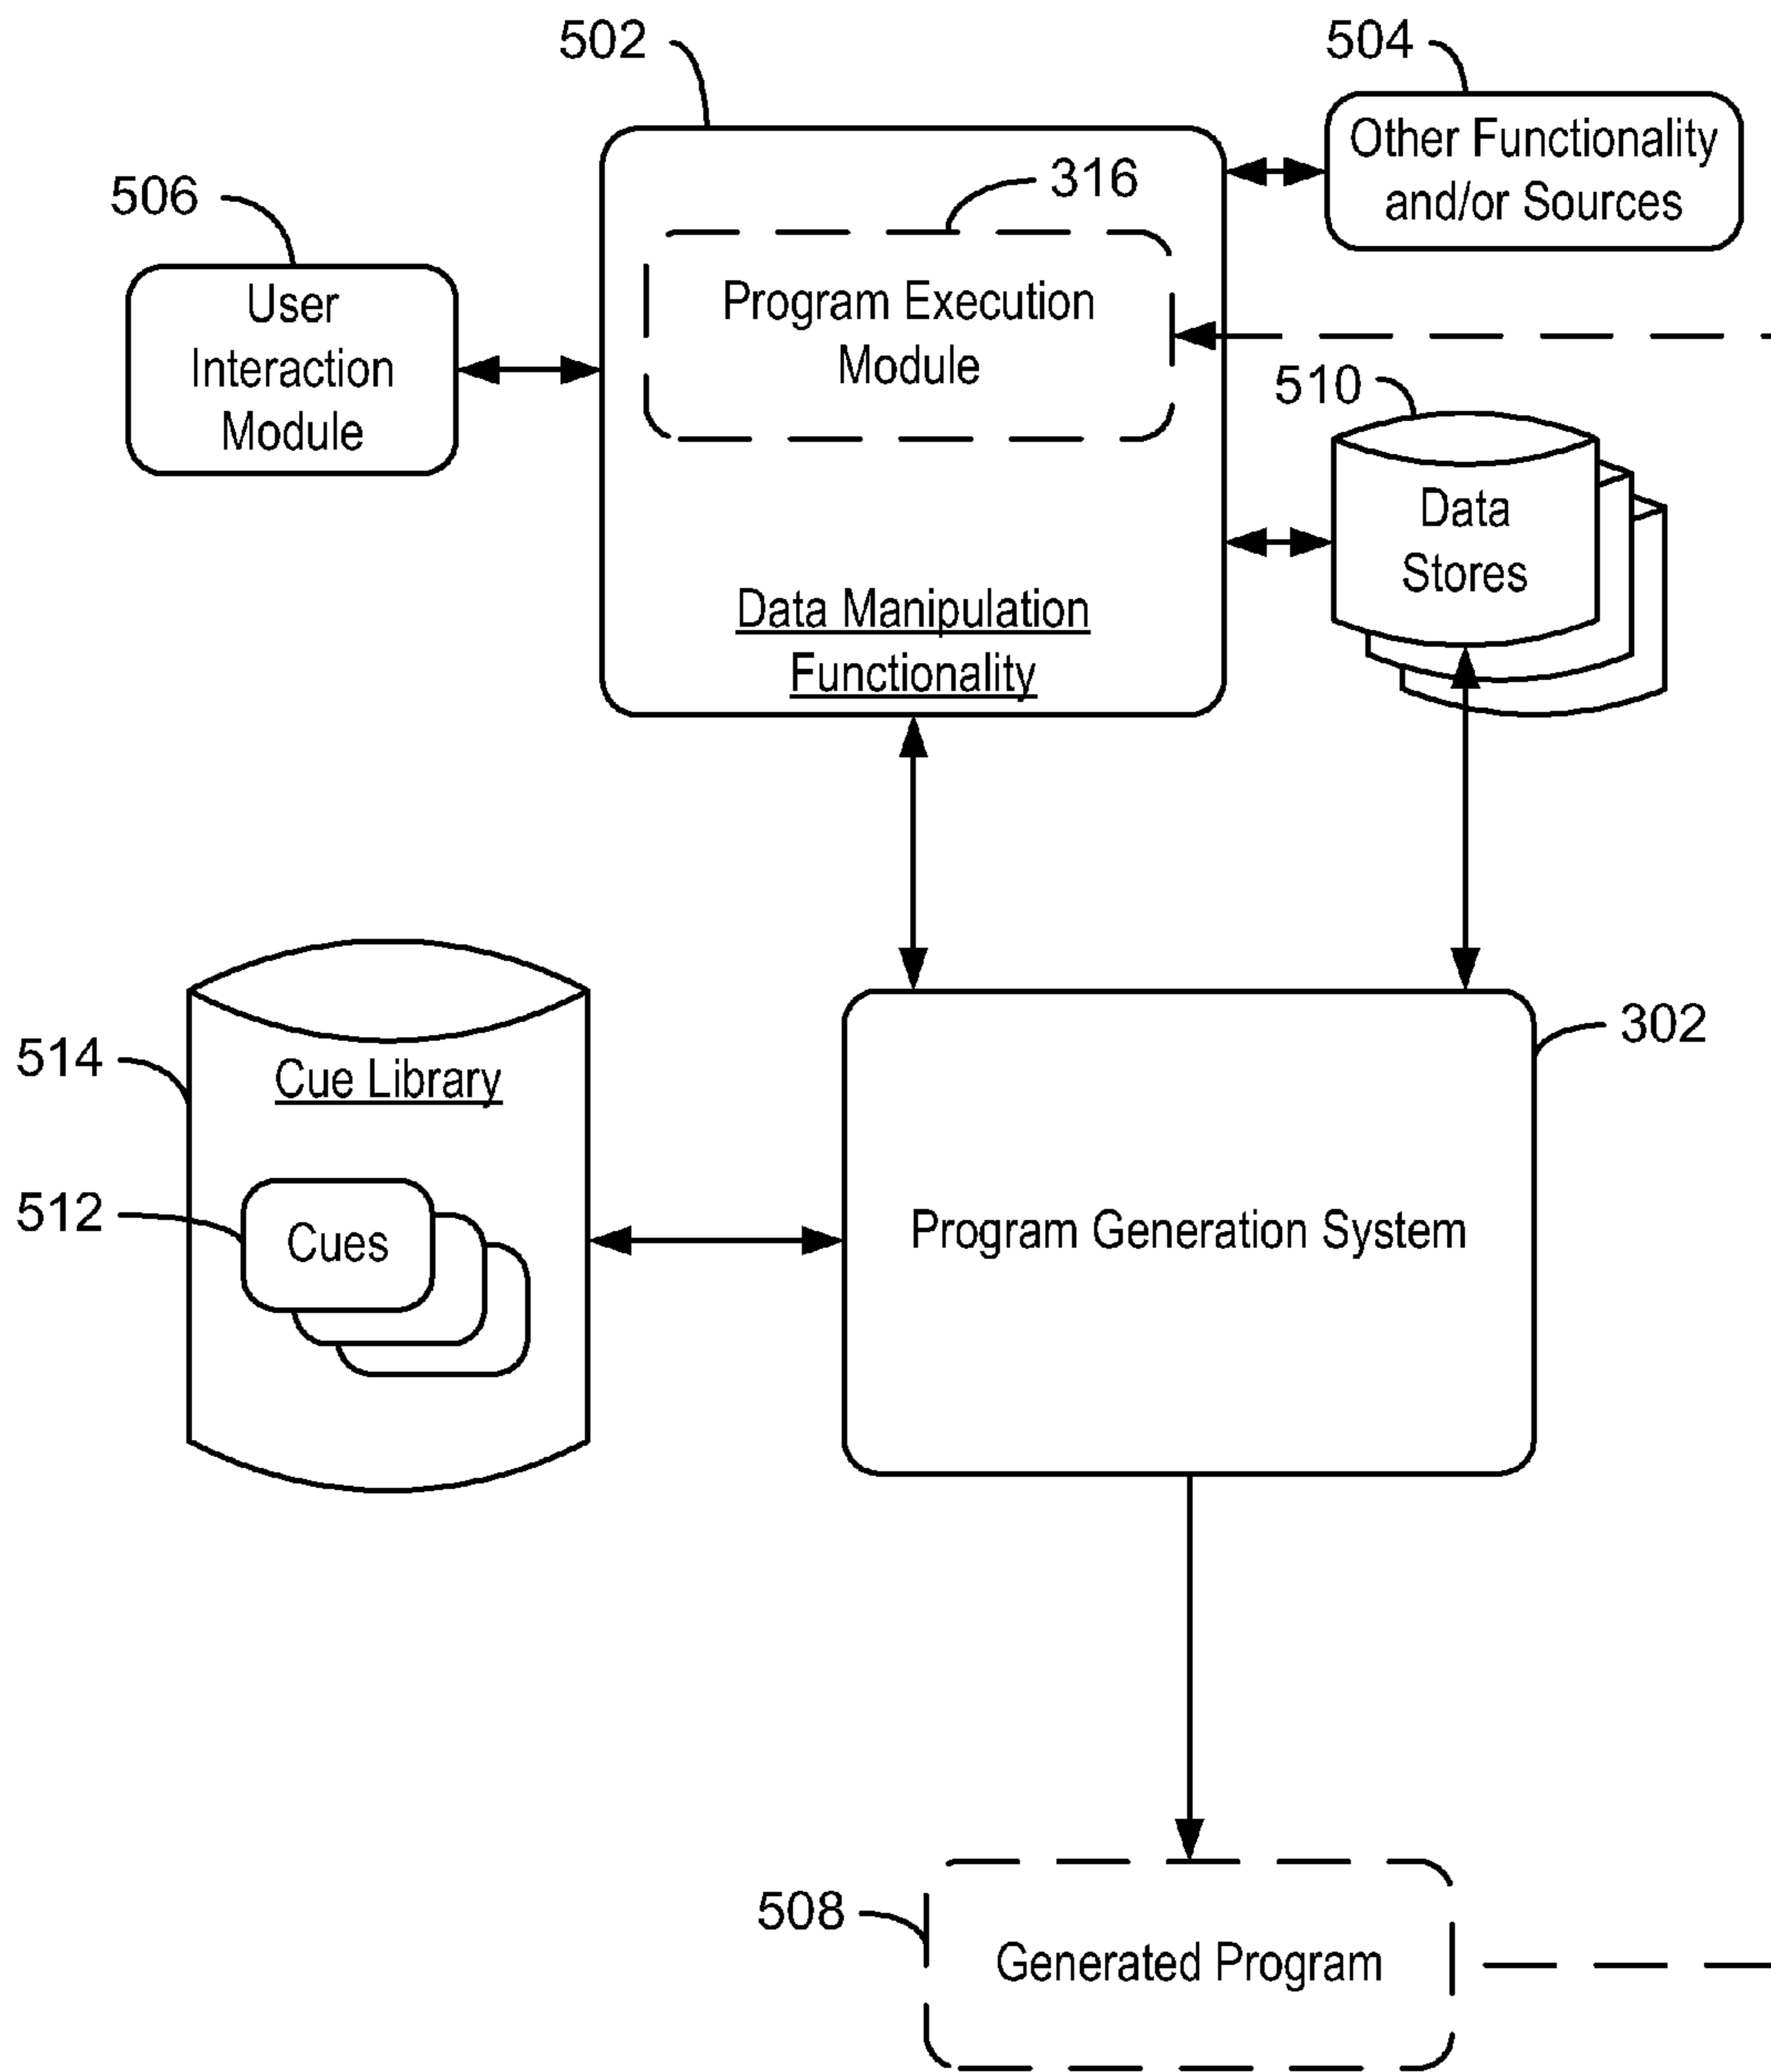 502
504
Other Functionality
and/or Sources
316
506
Program Execution
Module
User
Interaction
Module
510
Data
Stores
Data Manipulation
Functionality
302
514
Cue Library
512
Cues
Program Generation System
508
Generated Program